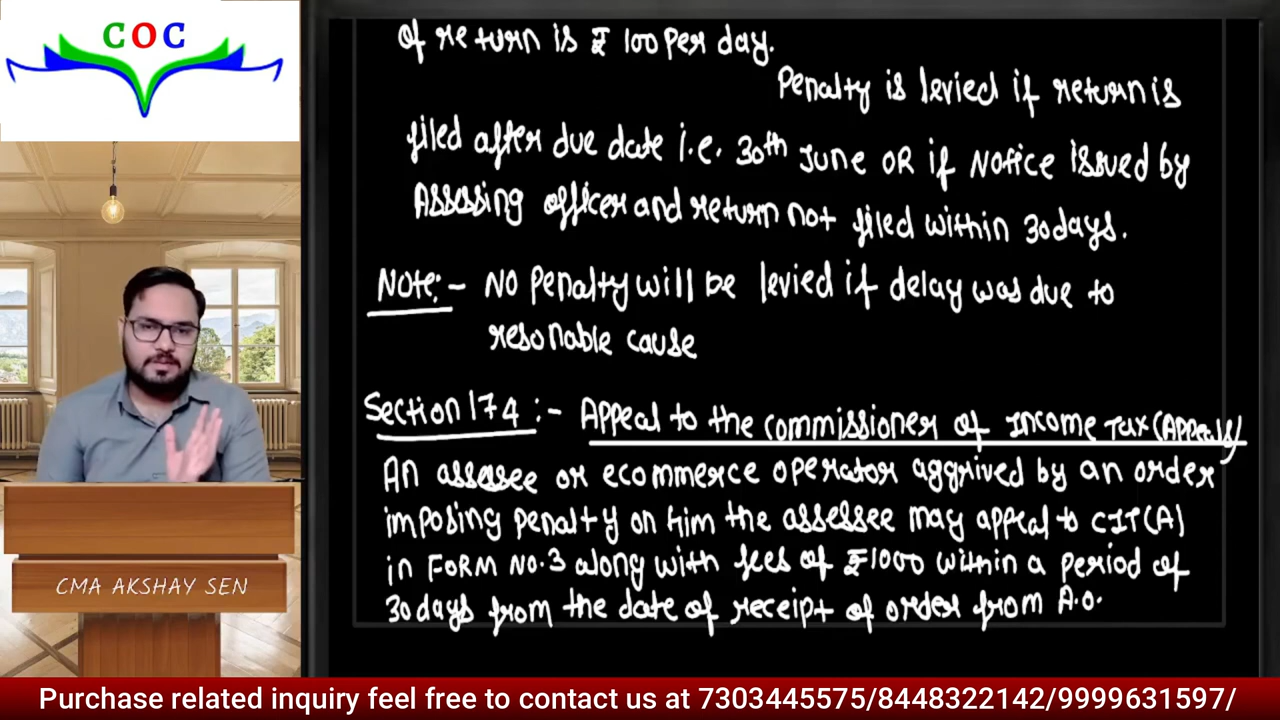 COC
of return is ₹ 100 per day.
Penalty is levied if return is
filed after due date i.e. 30th June OR if Notice issued by
Assessing officer and return not filed within 30 days.
Note:- No Penalty will be levied if delay was due to
resonable cause
Section 174 :- Appeal to the commissioner of Income Tax (Appeals)
An assessee or ecommerce operator aggrived by an order
imposing penalty on him the assessee may appeal to CIT(A)
in FORM No.3 along with fees of ₹1000 within a period of
30 days from the date of receipt of order from A.O.
CMA AKSHAY SEN
Purchase related inquiry feel free to contact us at 7303445575/8448322142/9999631597/